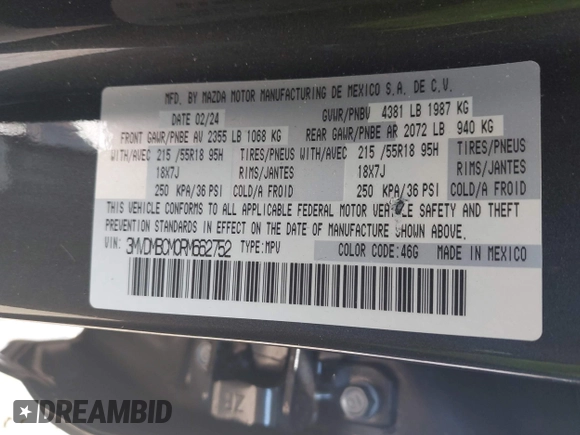 MFD. BY MAZDA MOTOR MANUFACTURING DE MEXICO S.A. DE C.V.
DATE 02/24 GVWR/PNBV 4381 LB 1987 KG
FRONT GAWR/PNBE AV 2355 LB 1068 KG REAR GAWR/PNBE AR 2072 LB 940 KG
WITH/AVEC 215 /55R18 95H TIRES/PNEUS WITH/AVEC 215 /55R18 95H TIRES/PNEUS
18X7J RIMS/JANTES 18X7J RIMS/JANTES
250 KPA/36 PSI COLD/A FROID 250 KPA/36 PSI COLD/A FROID
THIS VEHICLE CONFORMS TO ALL APPLICABLE FEDERAL MOTOR VEHICLE SAFETY AND THEFT
PREVENTION STANDARDS IN EFFECT ON THE DATE OF MANUFACTURE SHOWN ABOVE.
VIN: 3MVDMBCM0RM652752 TYPE:MPV COLOR CODE:46G MADE IN MEXICO
DREAMBID